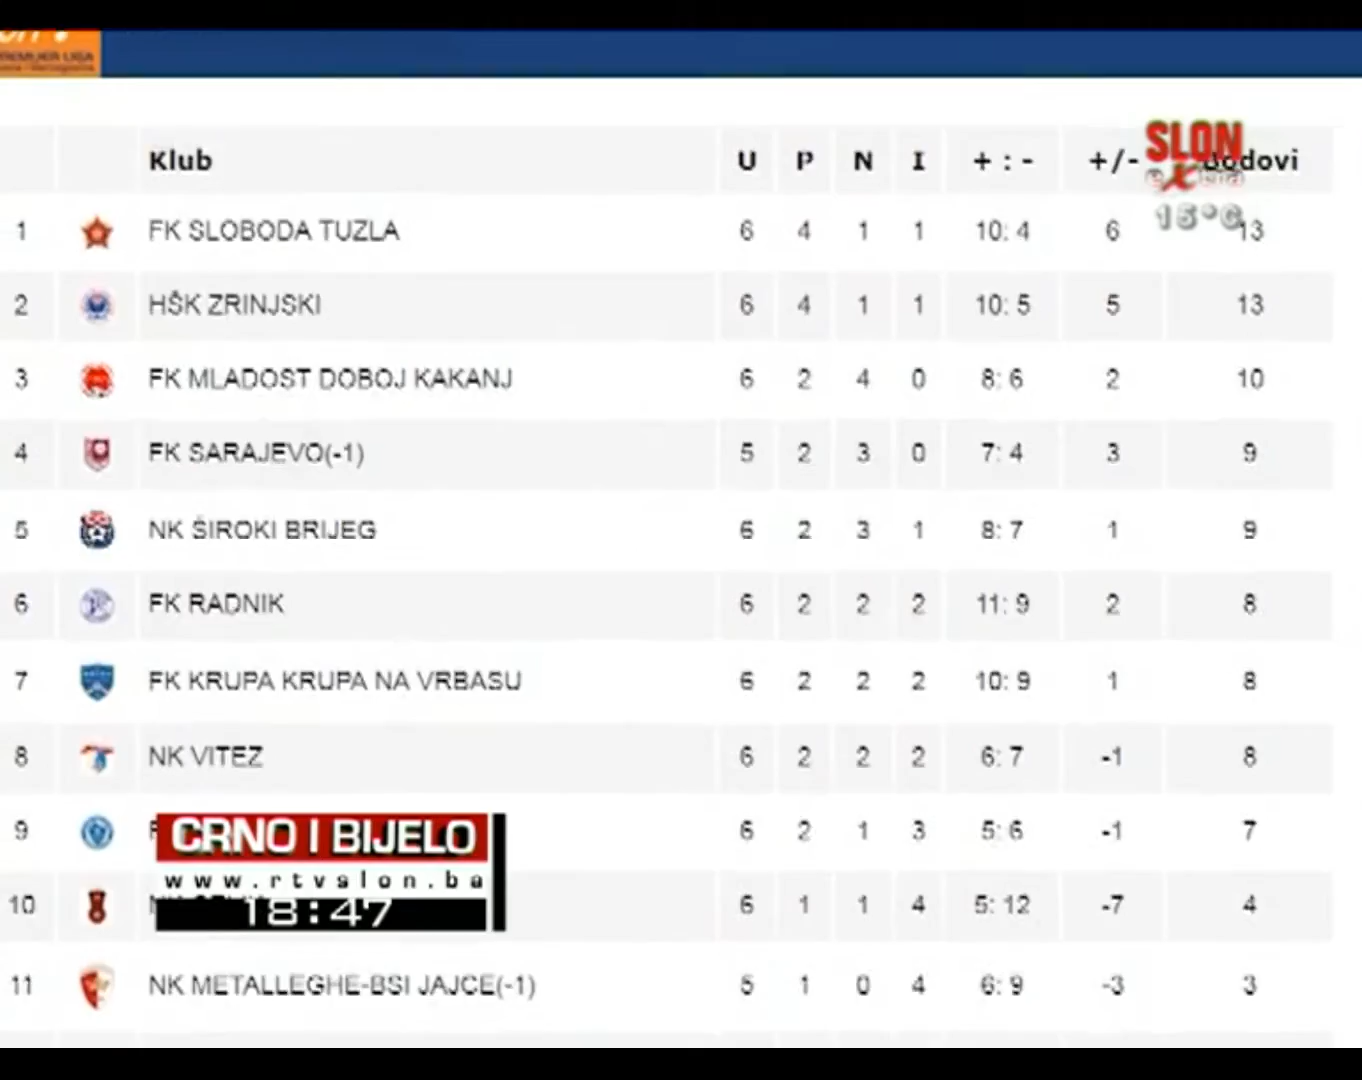 PREMIJER LIGA
Klub U P N I + : - +/- Bodovi
SLON
extra
15°C
1 FK SLOBODA TUZLA 6 4 1 1 10: 4 6 13
2 HŠK ZRINJSKI 6 4 1 1 10: 5 5 13
3 FK MLADOST DOBOJ KAKANJ 6 2 4 0 8: 6 2 10
4 FK SARAJEVO(-1) 5 2 3 0 7: 4 3 9
5 NK ŠIROKI BRIJEG 6 2 3 1 8: 7 1 9
6 FK RADNIK 6 2 2 2 11: 9 2 8
7 FK KRUPA KRUPA NA VRBASU 6 2 2 2 10: 9 1 8
8 NK VITEZ 6 2 2 2 6: 7 -1 8
9 6 2 1 3 5: 6 -1 7
CRNO I BIJELO
www.rtvslon.ba
10 6 1 1 4 5: 12 -7 4
18:47
11 NK METALLEGHE-BSI JAJCE(-1) 5 1 0 4 6: 9 -3 3